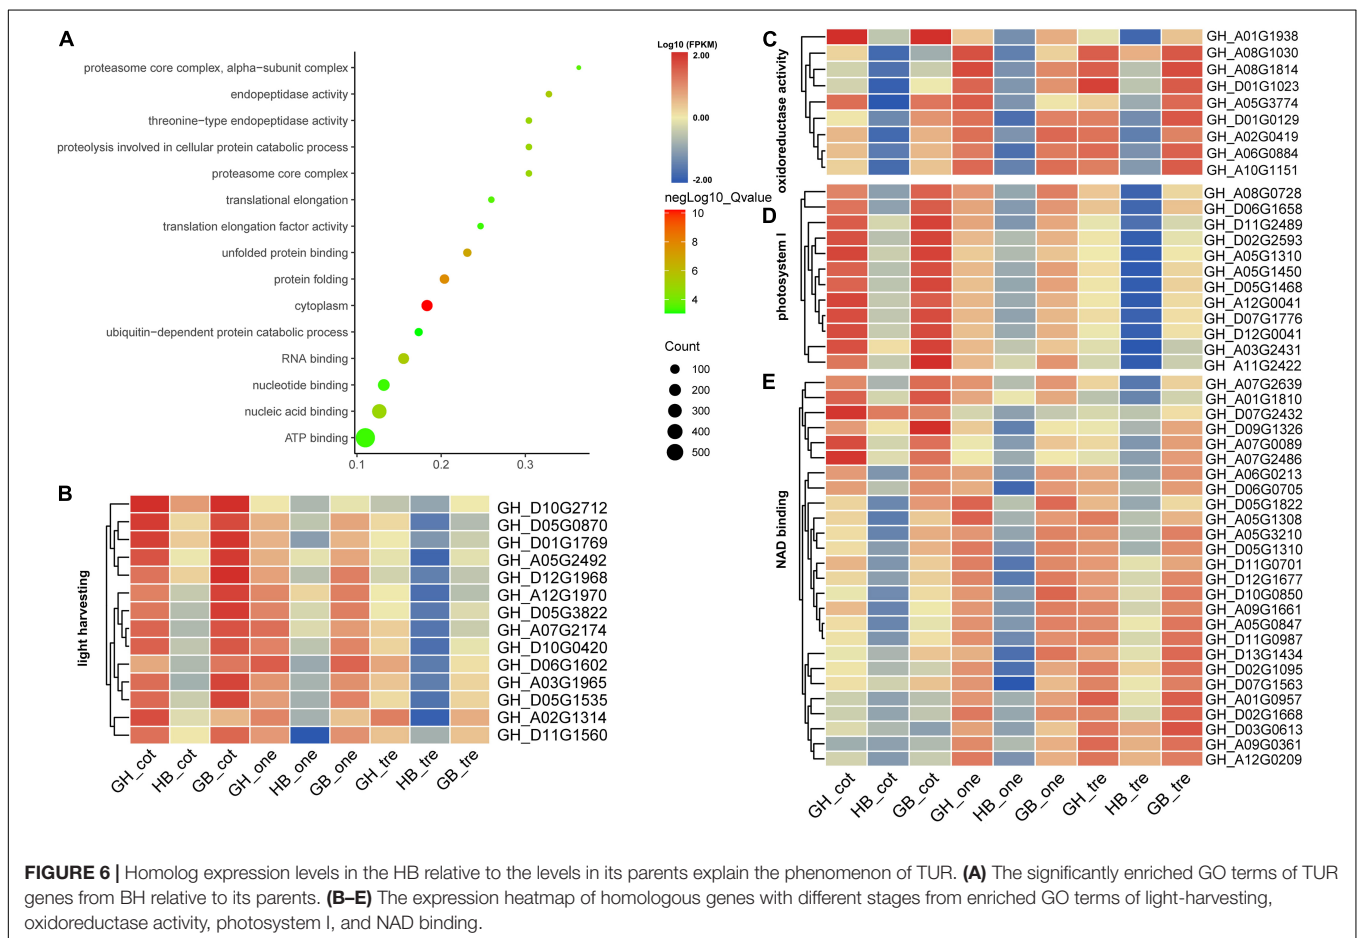 A
proteasome core complex, alpha−subunit complex
endopeptidase activity
threonine−type endopeptidase activity
proteolysis involved in cellular protein catabolic process
proteasome core complex
translational elongation
translation elongation factor activity
unfolded protein binding
protein folding
cytoplasm
ubiquitin−dependent protein catabolic process
RNA binding
nucleotide binding
nucleic acid binding
ATP binding
0.1 0.2 0.3
Log10 (FPKM)
2.00
0.00
-2.00
negLog10_Qvalue
10
8
6
4
Count
100
200
300
400
500
B
light harvesting
GH_D10G2712
GH_D05G0870
GH_D01G1769
GH_A05G2492
GH_D12G1968
GH_A12G1970
GH_D05G3822
GH_A07G2174
GH_D10G0420
GH_D06G1602
GH_A03G1965
GH_D05G1535
GH_A02G1314
GH_D11G1560
GH_cot HB_cot GB_cot GH_one HB_one GB_one GH_tre HB_tre GB_tre
C
oxidoreductase activity
GH_A01G1938
GH_A08G1030
GH_A08G1814
GH_D01G1023
GH_A05G3774
GH_D01G0129
GH_A02G0419
GH_A06G0884
GH_A10G1151
D
photosystem I
GH_A08G0728
GH_D06G1658
GH_D11G2489
GH_D02G2593
GH_A05G1310
GH_A05G1450
GH_D05G1468
GH_A12G0041
GH_D07G1776
GH_D12G0041
GH_A03G2431
GH_A11G2422
E
NAD binding
GH_A07G2639
GH_A01G1810
GH_D07G2432
GH_D09G1326
GH_A07G0089
GH_A07G2486
GH_A06G0213
GH_D06G0705
GH_D05G1822
GH_A05G1308
GH_A05G3210
GH_D05G1310
GH_D11G0701
GH_D12G1677
GH_D10G0850
GH_A09G1661
GH_A05G0847
GH_D11G0987
GH_D13G1434
GH_D02G1095
GH_D07G1563
GH_A01G0957
GH_D02G1668
GH_D03G0613
GH_A09G0361
GH_A12G0209
GH_cot HB_cot GB_cot GH_one HB_one GB_one GH_tre HB_tre GB_tre
FIGURE 6 | Homolog expression levels in the HB relative to the levels in its parents explain the phenomenon of TUR. (A) The significantly enriched GO terms of TUR
genes from BH relative to its parents. (B–E) The expression heatmap of homologous genes with different stages from enriched GO terms of light-harvesting,
oxidoreductase activity, photosystem I, and NAD binding.